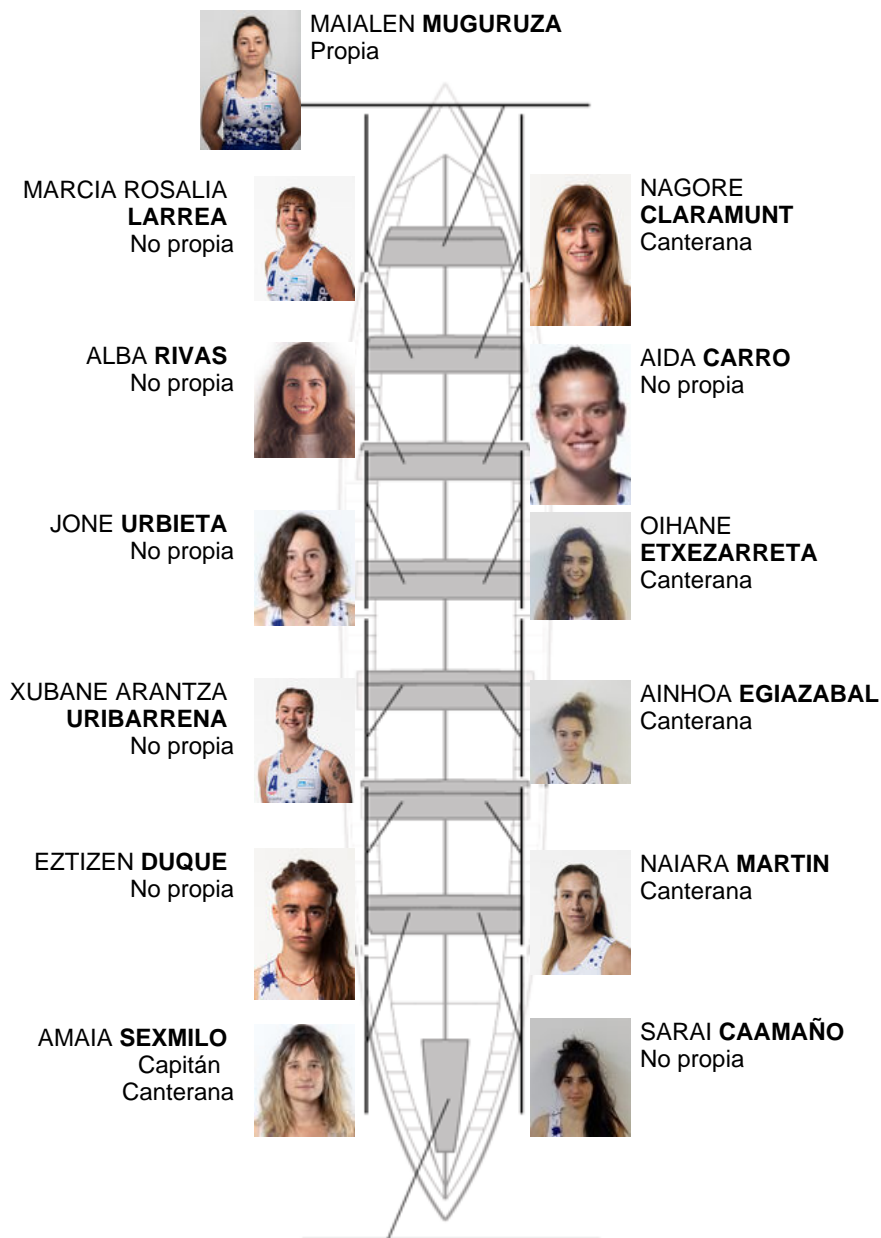 MAIALEN MUGURUZA
Propia
MARCIA ROSALIA
LARREA
No propia
NAGORE
CLARAMUNT
Canterana
ALBA RIVAS
No propia
AIDA CARRO
No propia
JONE URBIETA
No propia
OIHANE
ETXEZARRETA
Canterana
XUBANE ARANTZA
URIBARRENA
No propia
AINHOA EGIAZABAL
Canterana
EZTIZEN DUQUE
No propia
NAIARA MARTIN
Canterana
AMAIA SEXMILO
Capitán
Canterana
SARAI CAAMAÑO
No propia